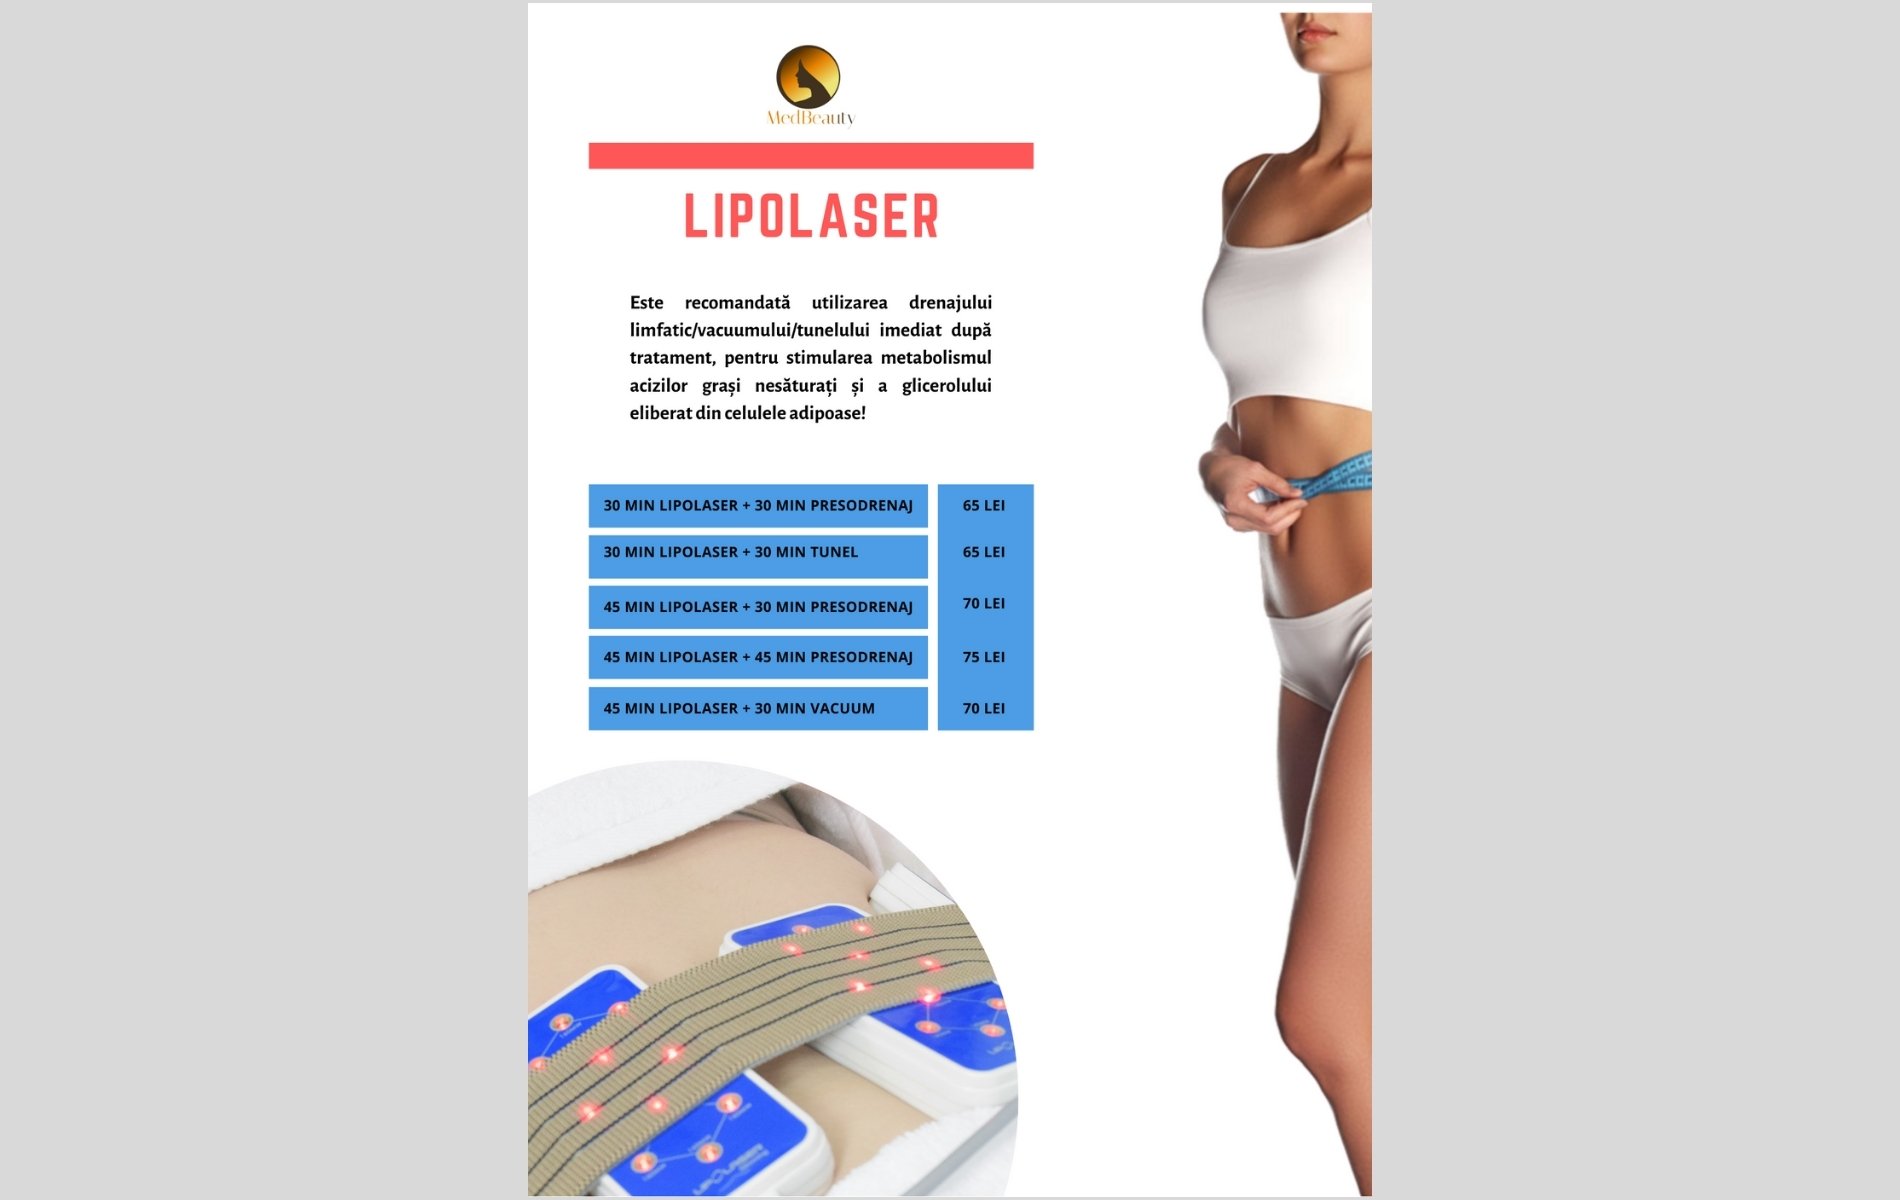 MedBeauty
LIPOLASER
Este recomandată utilizarea drenajului
limfatic/vacuumului/tunelului imediat după
tratament, pentru stimularea metabolismul
acizilor grași nesăturați și a glicerolului
eliberat din celulele adipoase!
30 MIN LIPOLASER + 30 MIN PRESODRENAJ 65 LEI
30 MIN LIPOLASER + 30 MIN TUNEL 65 LEI
45 MIN LIPOLASER + 30 MIN PRESODRENAJ 70 LEI
45 MIN LIPOLASER + 45 MIN PRESODRENAJ 75 LEI
45 MIN LIPOLASER + 30 MIN VACUUM 70 LEI
LIPOLASER